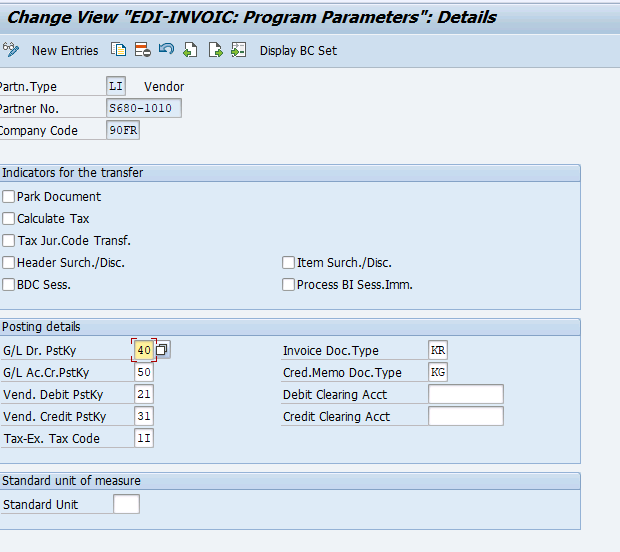 Change View "EDI-INVOIC: Program Parameters": Details
New Entries Display BC Set
Partn.Type LI Vendor
Partner No. S680-1010
Company Code 90FR
Indicators for the transfer
Park Document
Calculate Tax
Tax Jur.Code Transf.
Header Surch./Disc. Item Surch./Disc.
BDC Sess. Process BI Sess.Imm.
Posting details
G/L Dr. PstKy 40 Invoice Doc.Type KR
G/L Ac.Cr.PstKy 50 Cred.Memo Doc.Type KG
Vend. Debit PstKy 21 Debit Clearing Acct
Vend. Credit PstKy 31 Credit Clearing Acct
Tax-Ex. Tax Code 1I
Standard unit of measure
Standard Unit